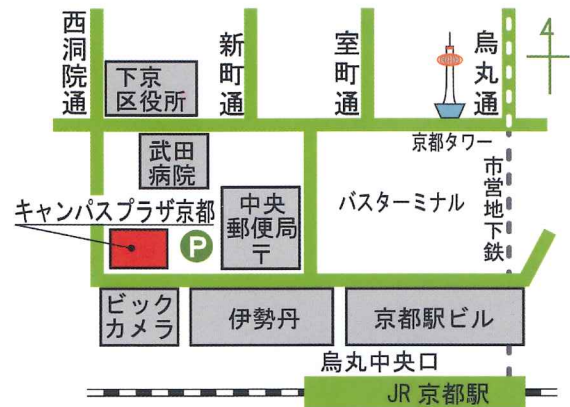 西洞院通
新町通
室町通
烏丸通
下京
区役所
京都タワー
武田
病院
市営地下鉄
キャンパスプラザ京都
P
中央
郵便局
〒
バスターミナル
ビック
カメラ
伊勢丹
京都駅ビル
烏丸中央口
JR 京都駅